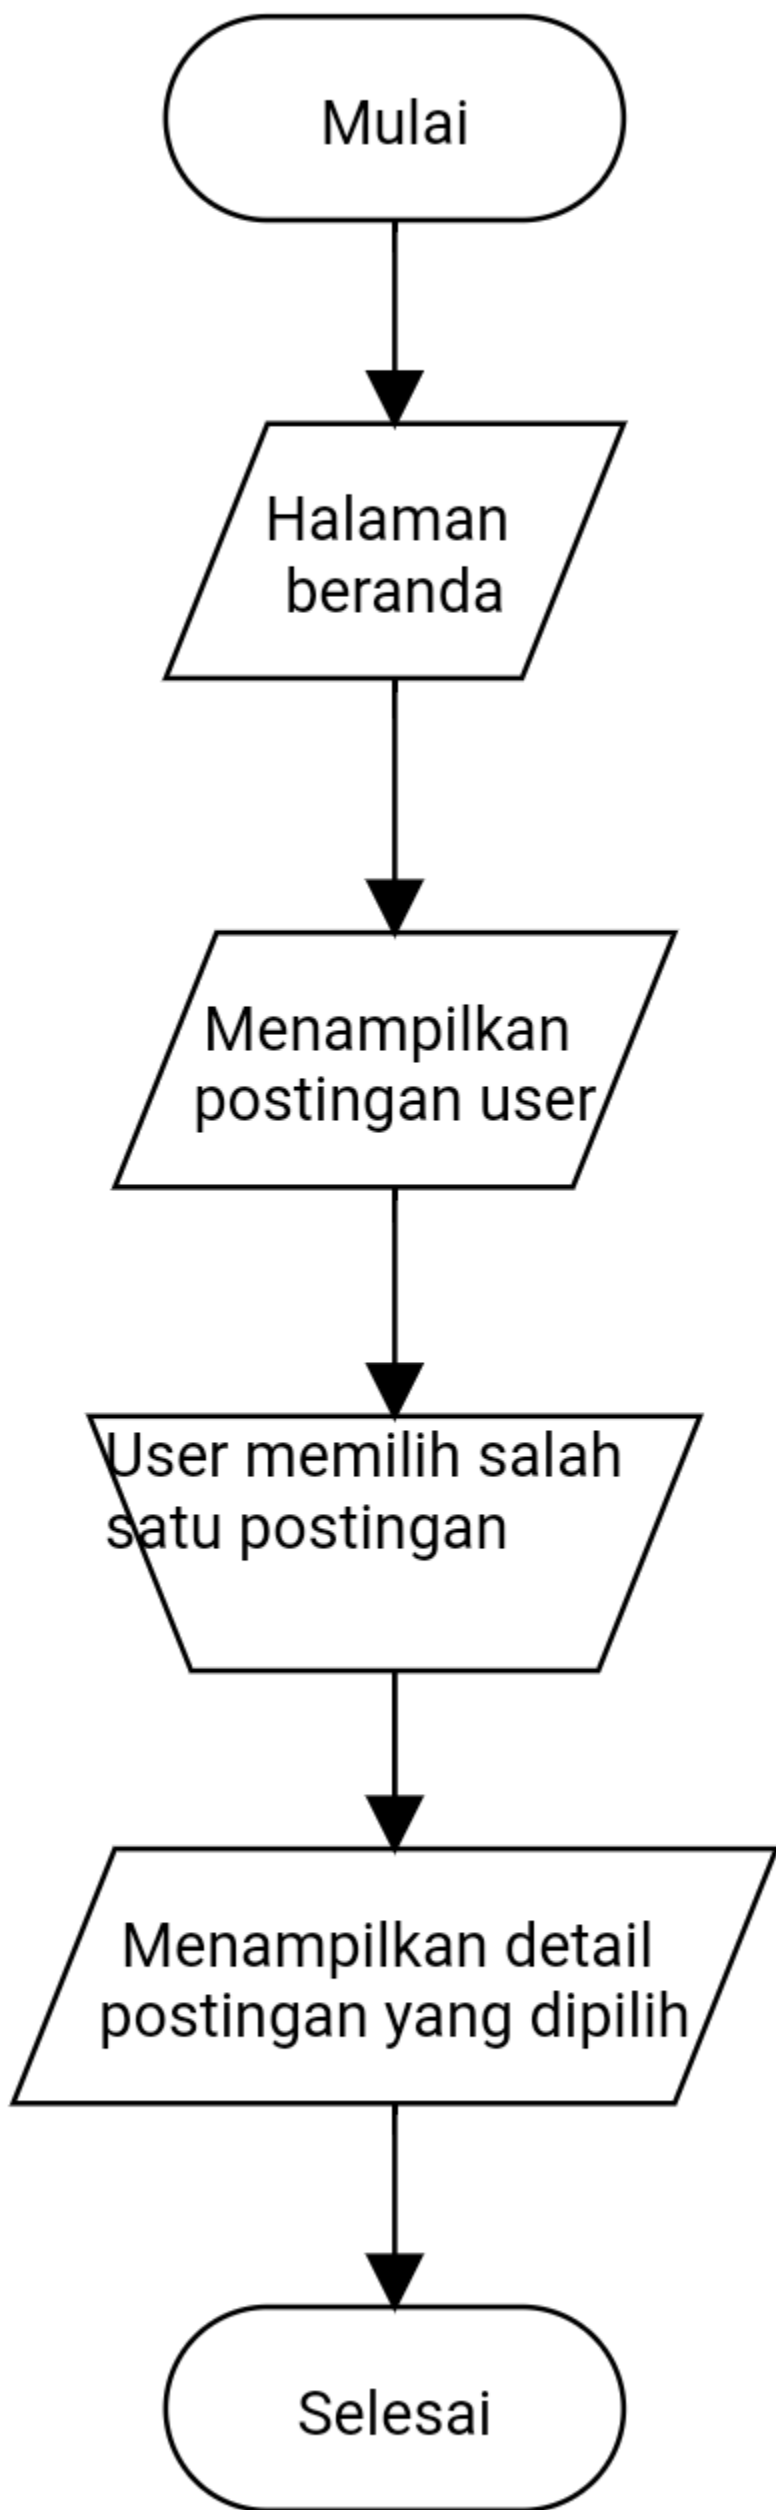 Mulai
Halaman
beranda
Menampilkan
postingan user
User memilih salah
satu postingan
Menampilkan detail
postingan yang dipilih
Selesai